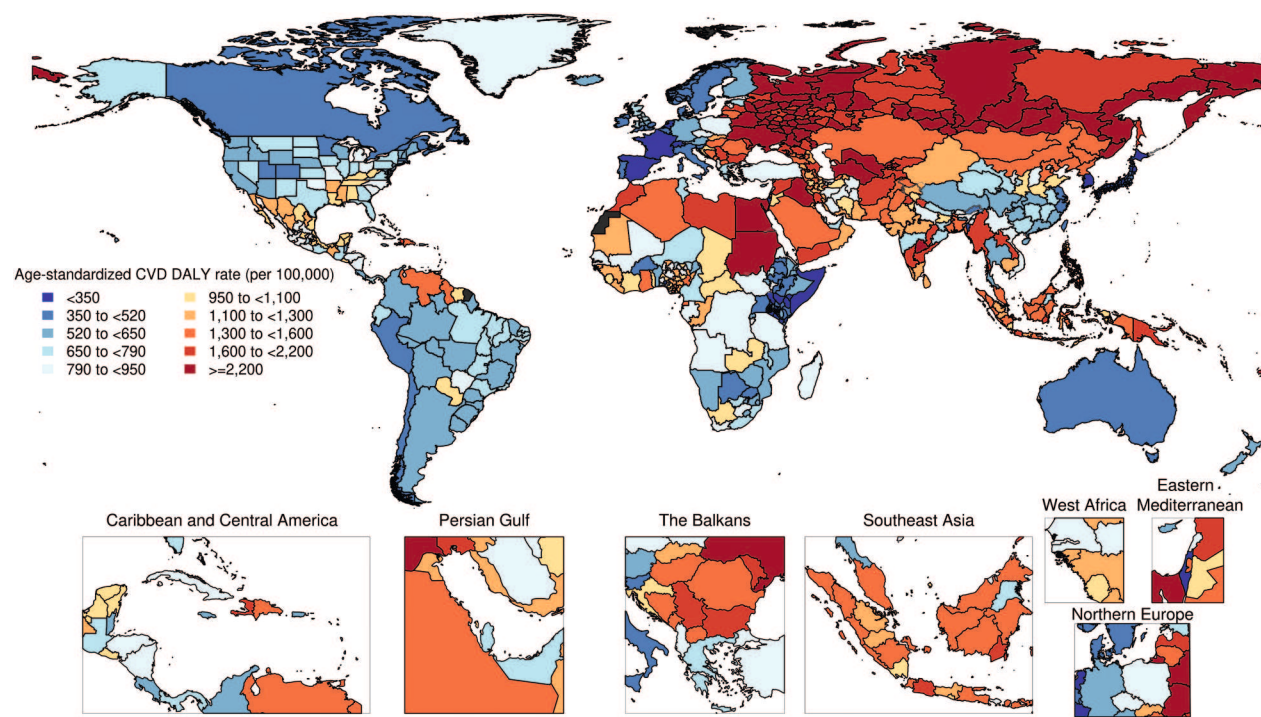 Age-standardized CVD DALY rate (per 100,000)
<350
350 to <520
520 to <650
650 to <790
790 to <950
950 to <1,100
1,100 to <1,300
1,300 to <1,600
1,600 to <2,200
>=2,200
Caribbean and Central America
Persian Gulf
The Balkans
Southeast Asia
West Africa
Eastern
Mediterranean
Northern Europe